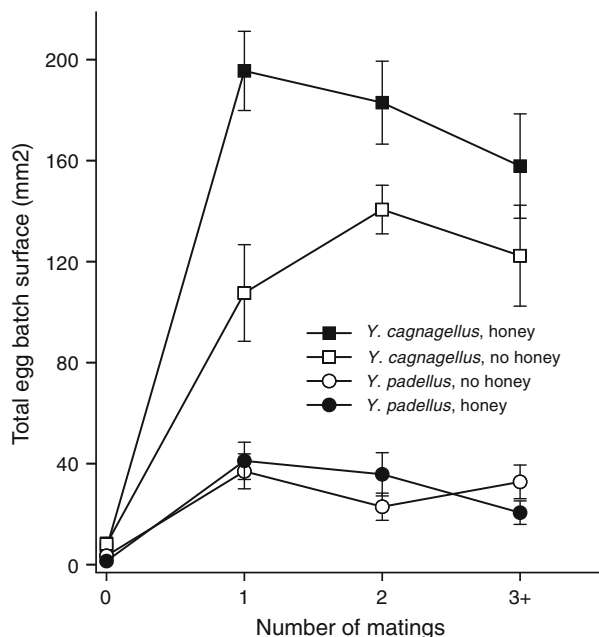 Total egg batch surface (mm2)
200
160
120
80
40
0
Y. cagnagellus, honey
Y. cagnagellus, no honey
Y. padellus, no honey
Y. padellus, honey
0 1 2 3+
Number of matings